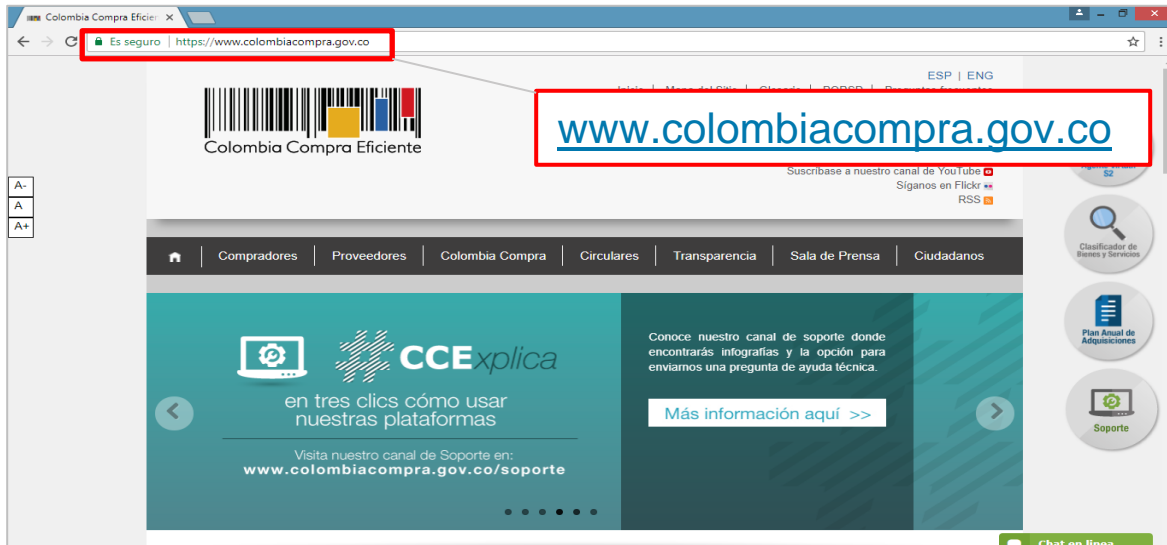 Colombia Compra Eficier
Es seguro | https://www.colombiacompra.gov.co
ESP | ENG
www.colombiacompra.gov.co
Colombia Compra Eficiente
Suscríbase a nuestro canal de YouTube
Síganos en Flickr
RSS
S2
A-
A
A+
Clasificador de
Bienes y Servicios
Compradores | Proveedores | Colombia Compra | Circulares | Transparencia | Sala de Prensa | Ciudadanos
Plan Anual de
Adquisiciones
CCExplica
en tres clics cómo usar
nuestras plataformas
Visita nuestro canal de Soporte en:
www.colombiacompra.gov.co/soporte
Conoce nuestro canal de soporte donde
encontrarás infografías y la opción para
enviarnos una pregunta de ayuda técnica.
Más información aquí >>
Soporte
Chat en linea